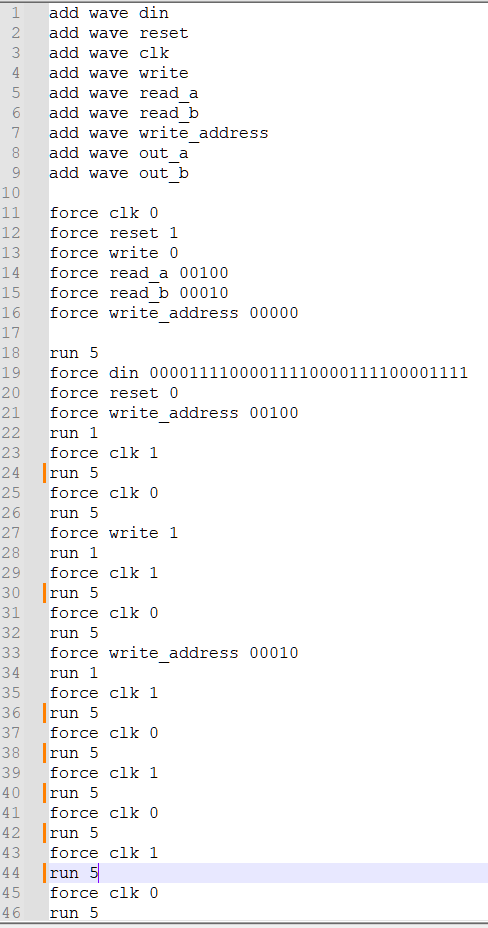 1 add wave din
2 add wave reset
3 add wave clk
4 add wave write
5 add wave read_a
6 add wave read_b
7 add wave write_address
8 add wave out_a
9 add wave out_b
10
11 force clk 0
12 force reset 1
13 force write 0
14 force read_a 00100
15 force read_b 00010
16 force write_address 00000
17
18 run 5
19 force din 00001111000011110000111100001111
20 force reset 0
21 force write_address 00100
22 run 1
23 force clk 1
24 run 5
25 force clk 0
26 run 5
27 force write 1
28 run 1
29 force clk 1
30 run 5
31 force clk 0
32 run 5
33 force write_address 00010
34 run 1
35 force clk 1
36 run 5
37 force clk 0
38 run 5
39 force clk 1
40 run 5
41 force clk 0
42 run 5
43 force clk 1
44 run 5
45 force clk 0
46 run 5